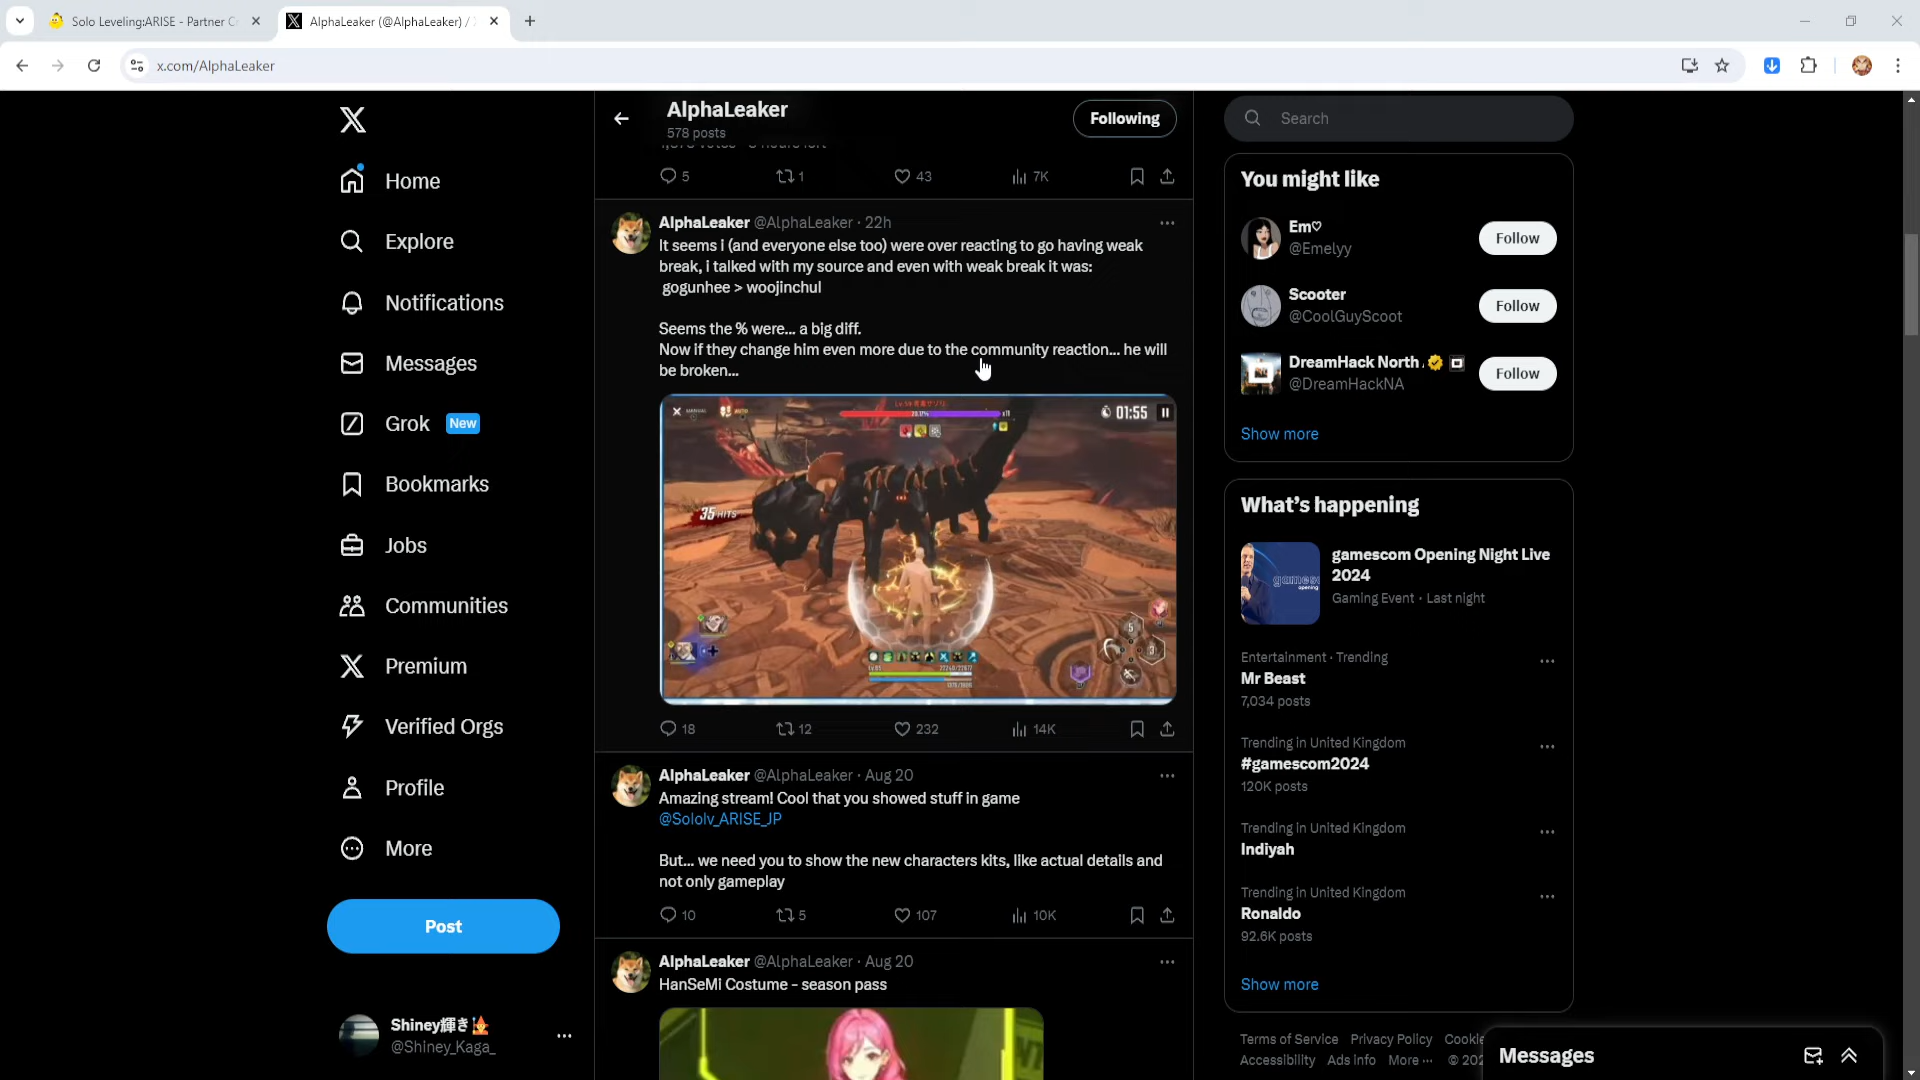 Solo Leveling:ARISE - Partner C
AlphaLeaker (@AlphaLeaker) /
x.com/AlphaLeaker
Home
Explore
Notifications
Messages
Grok New
Bookmarks
Jobs
Communities
Premium
Verified Orgs
Profile
More
Post
Shiney輝き
@Shiney_Kaga_
AlphaLeaker
578 posts
Following
5 1 43 7K
AlphaLeaker @AlphaLeaker · 22h
It seems i (and everyone else too) were over reacting to go having weak
break, i talked with my source and even with weak break it was:
gogunhee > woojinchul
Seems the % were... a big diff.
Now if they change him even more due to the community reaction... he will
be broken...
01:55
35 HITS
5
3
18 12 232 14K
AlphaLeaker @AlphaLeaker · Aug 20
Amazing stream! Cool that you showed stuff in game
@Sololv_ARISE_JP
But... we need you to show the new characters kits, like actual details and
not only gameplay
10 5 107 10K
AlphaLeaker @AlphaLeaker · Aug 20
HanSeMi Costume - season pass
Search
You might like
Em♡
@Emelyy
Follow
Scooter
@CoolGuyScoot
Follow
DreamHack North
@DreamHackNA
Follow
Show more
What's happening
gamescom Opening Night Live
2024
Gaming Event · Last night
Entertainment · Trending
Mr Beast
7,034 posts
Trending in United Kingdom
#gamescom2024
120K posts
Trending in United Kingdom
Indiyah
Trending in United Kingdom
Ronaldo
92.6K posts
Show more
Terms of Service Privacy Policy Cookie
Accessibility Ads info More ··· © 202
Messages